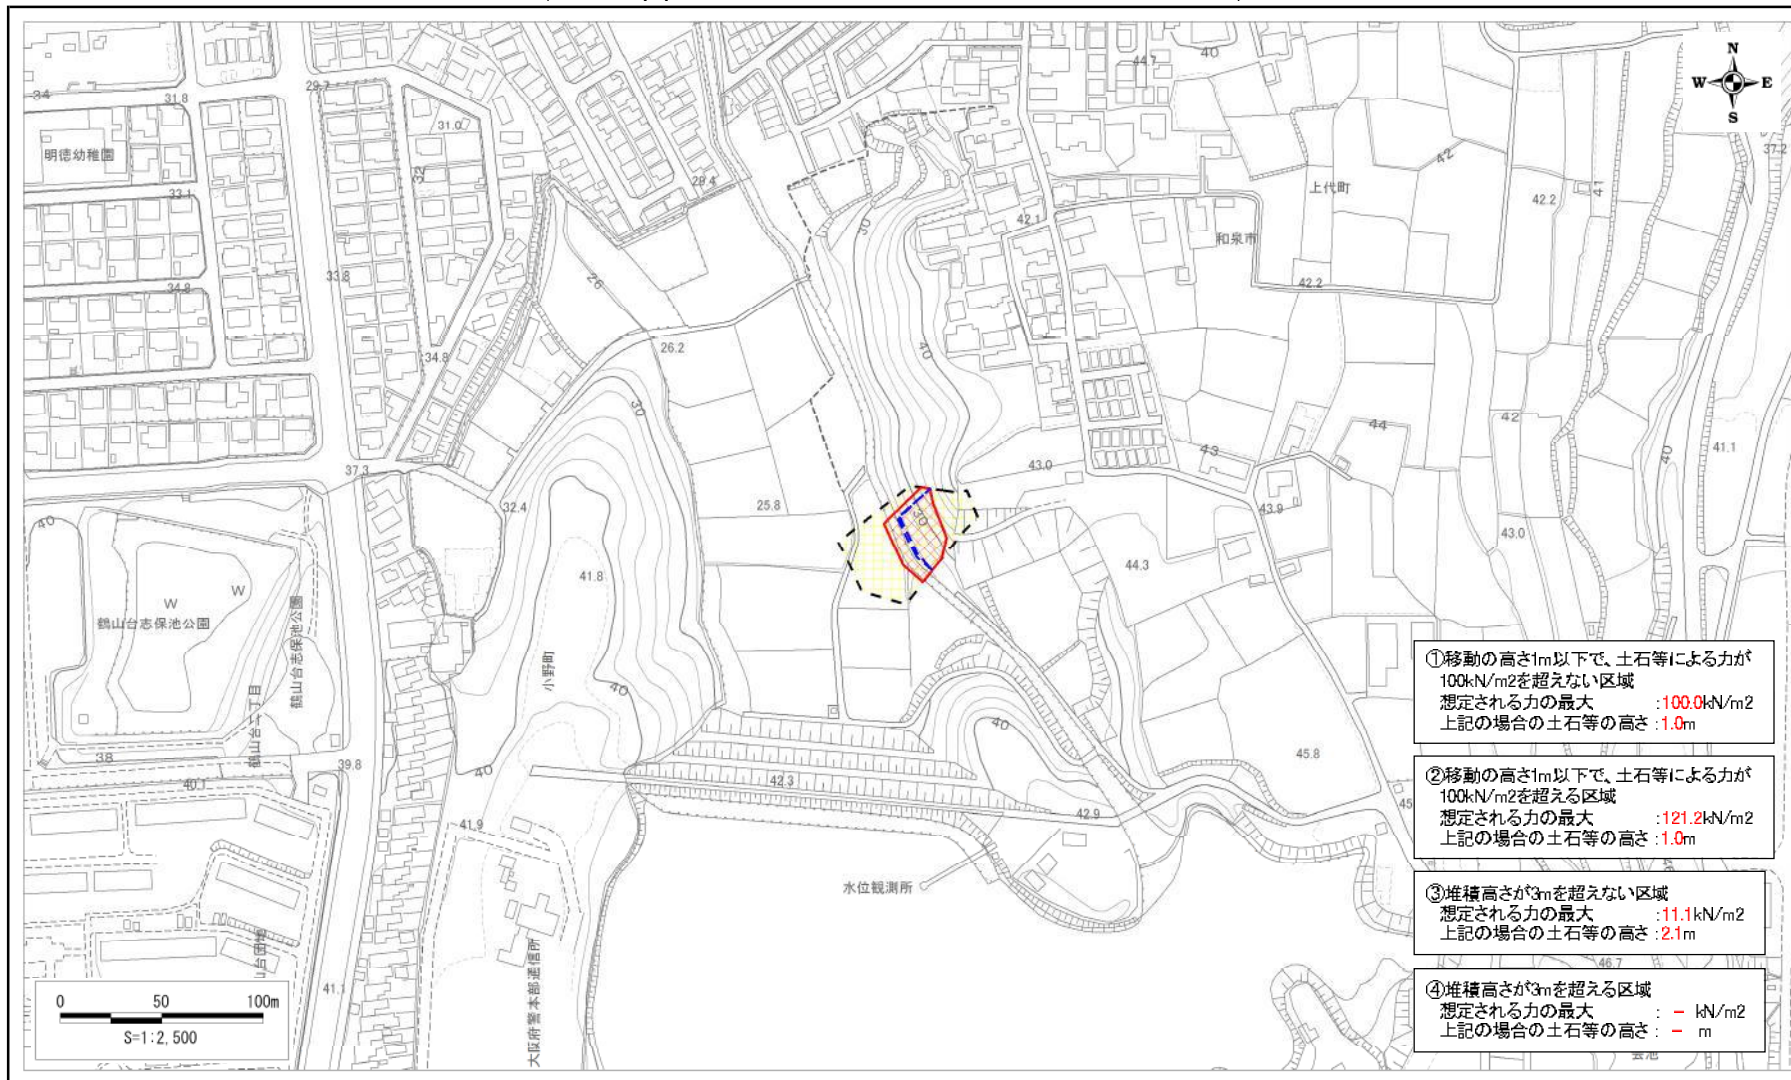 N
W E
S
34
31.8
29.7
31.0
32
明徳幼稚園
33.1
29.4
44.7
40
42
37.2
上代町
41
42.2
42.1
和泉市
30
33.8
26
34.8
42.2
34.8
26.2
40
30
42
44
43
41.1
40
37.3
43.0
32.4
25.8
43.9
43.0
40
30
41.8
44.3
W
W
鶴山台志保池公園
鶴山台志保池公園
小野町
40
40
鶴山台一丁目
38
39.8
40
40.1
42.3
45.8
42.9
45
41.9
水位観測所
山台団地
41.1
大阪府警本部通信所
46.7
①移動の高さ1m以下で、土石等による力が
100kN/m2を超えない区域
想定される力の最大 :100.0kN/m2
上記の場合の土石等の高さ:1.0m
②移動の高さ1m以下で、土石等による力が
100kN/m2を超える区域
想定される力の最大 :121.2kN/m2
上記の場合の土石等の高さ:1.0m
③堆積高さが3mを超えない区域
想定される力の最大 :11.1kN/m2
上記の場合の土石等の高さ:2.1m
④堆積高さが3mを超える区域
想定される力の最大 : － kN/m2
上記の場合の土石等の高さ: － m
0 50 100m
S=1:2,500